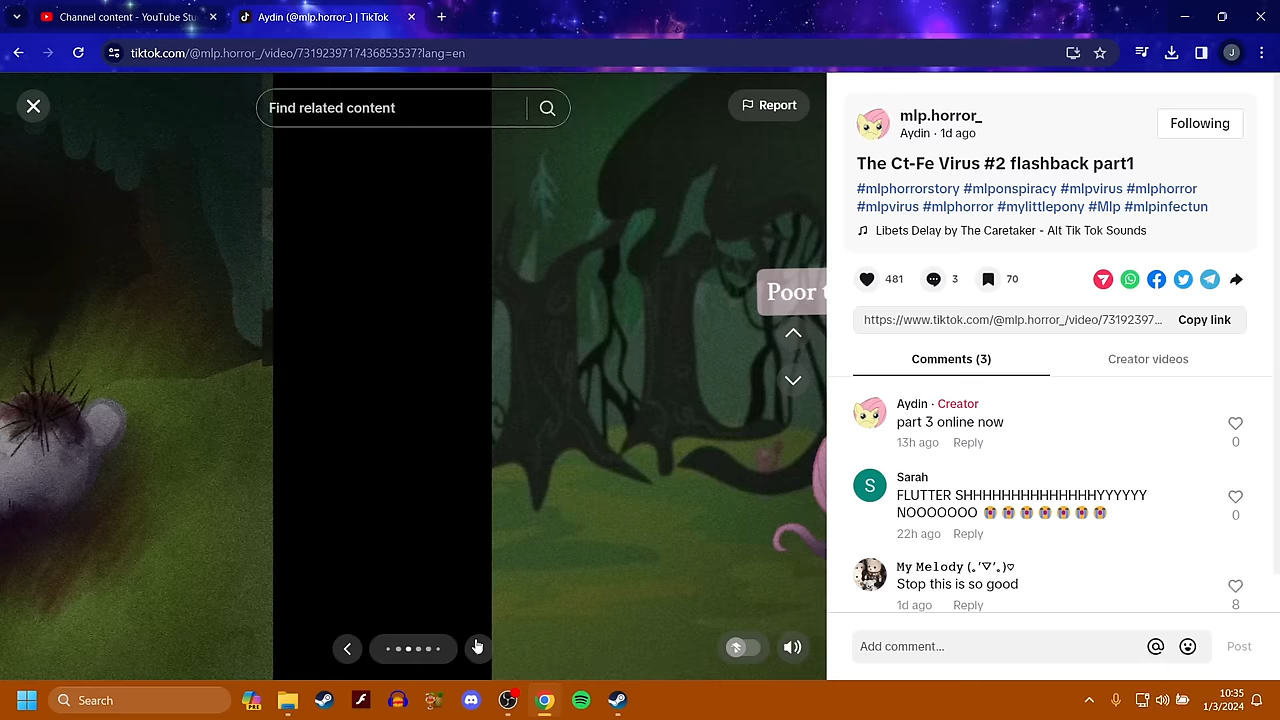 Channel content - YouTube Stu
Aydin (@mlp.horror_) | TikTok
tiktok.com/@mlp.horror_/video/7319239717436853537?lang=en
J
Find related content
Report
Poor t
mlp.horror_
Aydin · 1d ago
Following
The Ct-Fe Virus #2 flashback part1
#mlphorrorstory #mlponspiracy #mlpvirus #mlphorror
#mlpvirus #mlphorror #mylittlepony #Mlp #mlpinfectun
Libets Delay by The Caretaker - Alt Tik Tok Sounds
481
3
70
https://www.tiktok.com/@mlp.horror_/video/73192397...
Copy link
Comments (3)
Creator videos
Aydin · Creator
part 3 online now
13h ago
Reply
0
S
Sarah
FLUTTER SHHHHHHHHHHHHHHYYYYYY
NOOOOOOO 😭 😭 😭 😭 😭 😭 😭
22h ago
Reply
0
My Melody (｡'▽'｡)♡
Stop this is so good
1d ago
Reply
8
Add comment...
Post
Search
PRE
10:35
1/3/2024